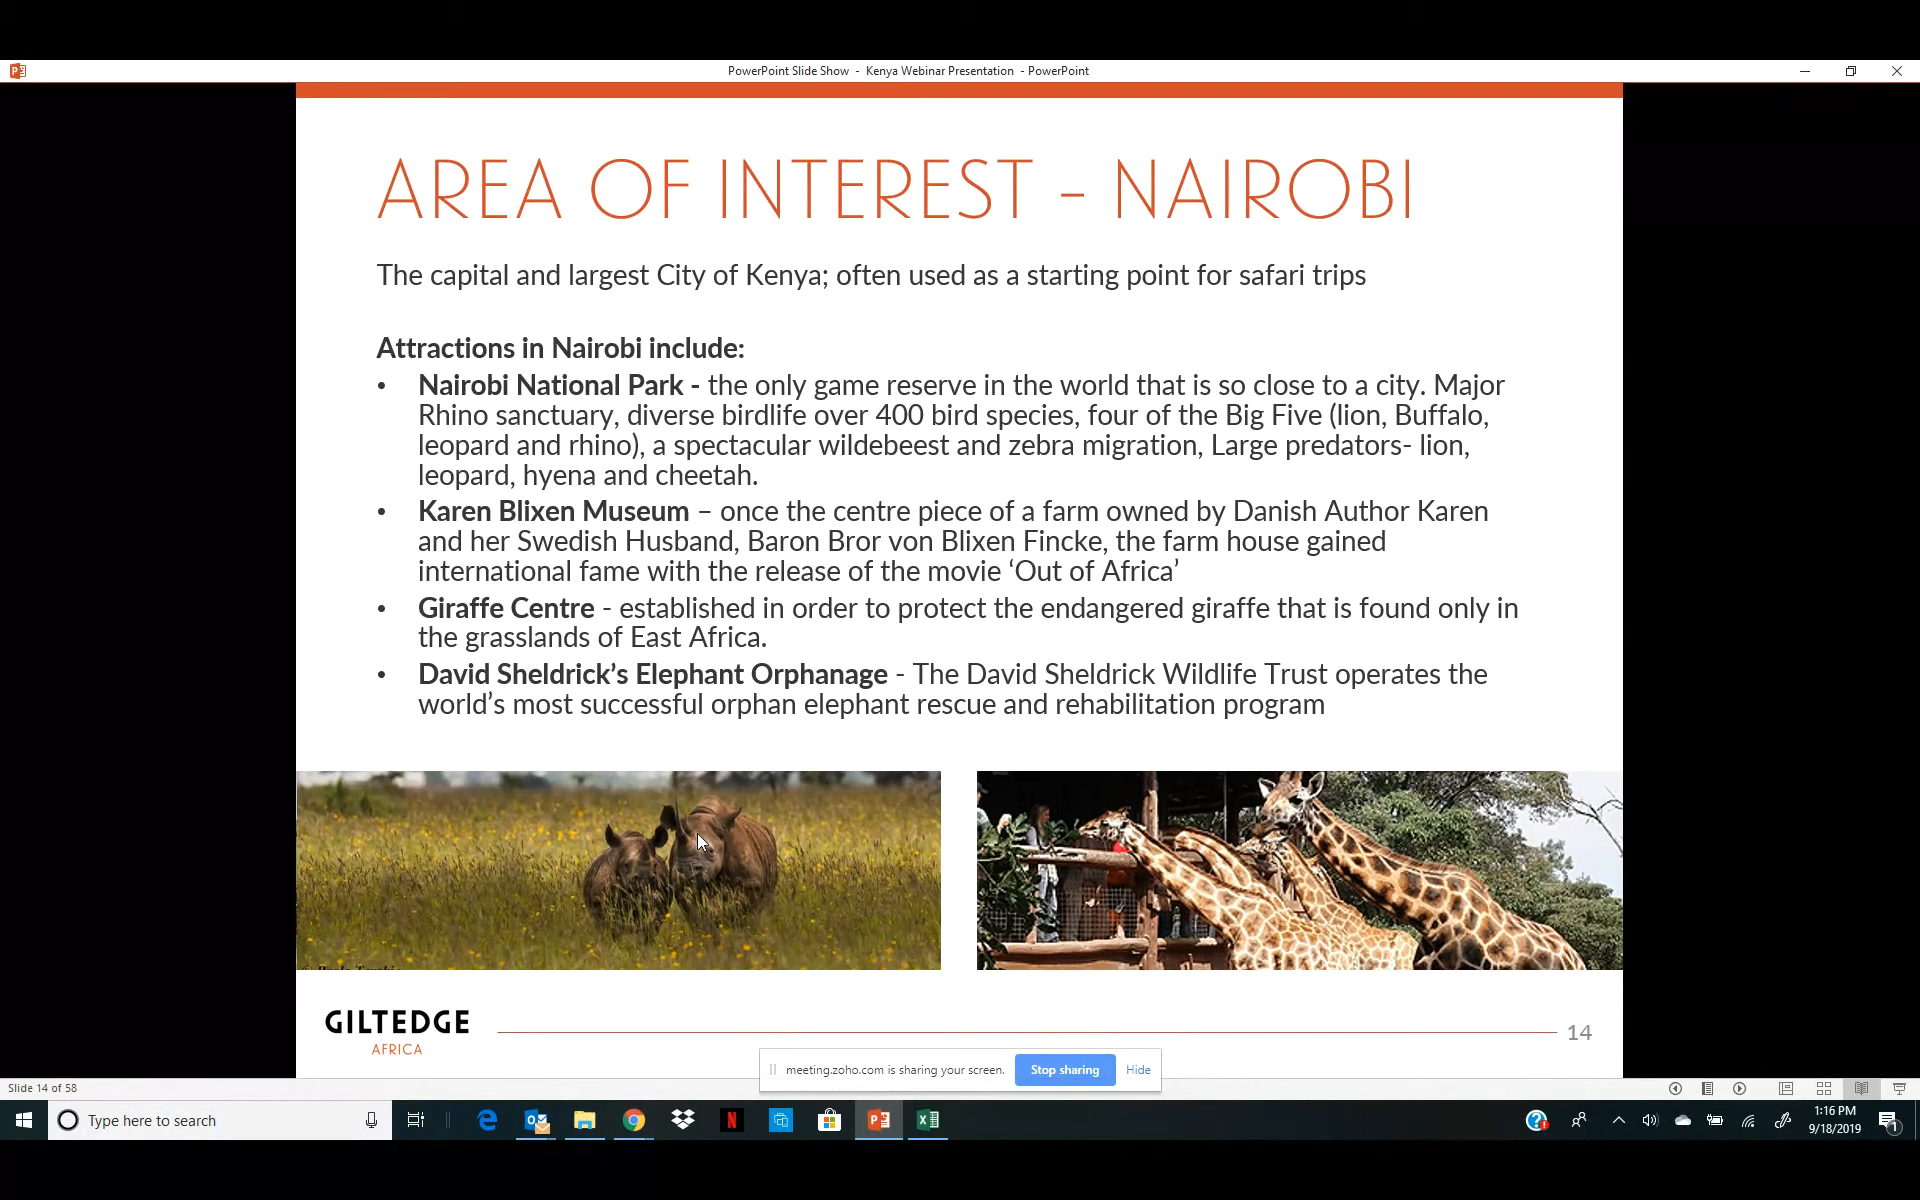 PowerPoint Slide Show - Kenya Webinar Presentation - PowerPoint
AREA OF INTEREST – NAIROBI
The capital and largest City of Kenya; often used as a starting point for safari trips
Attractions in Nairobi include:
• Nairobi National Park - the only game reserve in the world that is so close to a city. Major
Rhino sanctuary, diverse birdlife over 400 bird species, four of the Big Five (lion, Buffalo,
leopard and rhino), a spectacular wildebeest and zebra migration, Large predators- lion,
leopard, hyena and cheetah.
• Karen Blixen Museum – once the centre piece of a farm owned by Danish Author Karen
and her Swedish Husband, Baron Bror von Blixen Fincke, the farm house gained
international fame with the release of the movie ‘Out of Africa’
• Giraffe Centre - established in order to protect the endangered giraffe that is found only in
the grasslands of East Africa.
• David Sheldrick’s Elephant Orphanage - The David Sheldrick Wildlife Trust operates the
world’s most successful orphan elephant rescue and rehabilitation program
GILTEDGE
AFRICA
14
meeting.zoho.com is sharing your screen.
Stop sharing
Hide
Slide 14 of 58
Type here to search
1:16 PM
9/18/2019
1